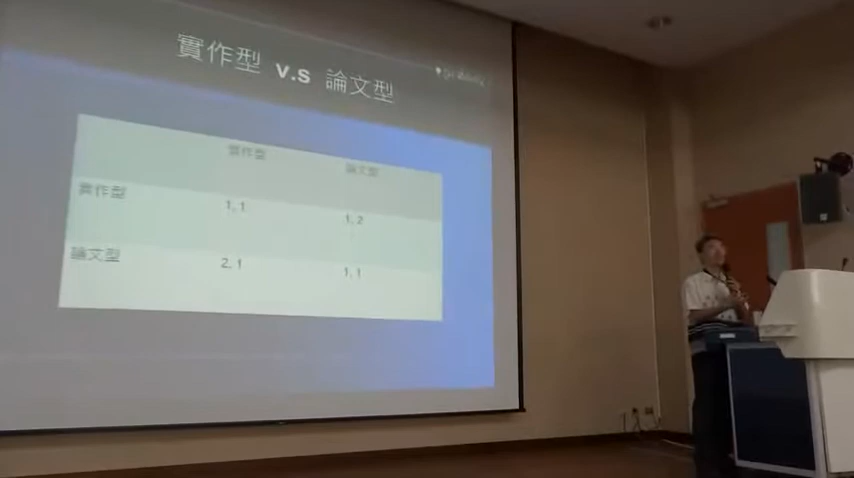 實作型 v.s 論文型
實作型 論文型
實作型 1, 1 1, 2
論文型 2, 1 1, 1